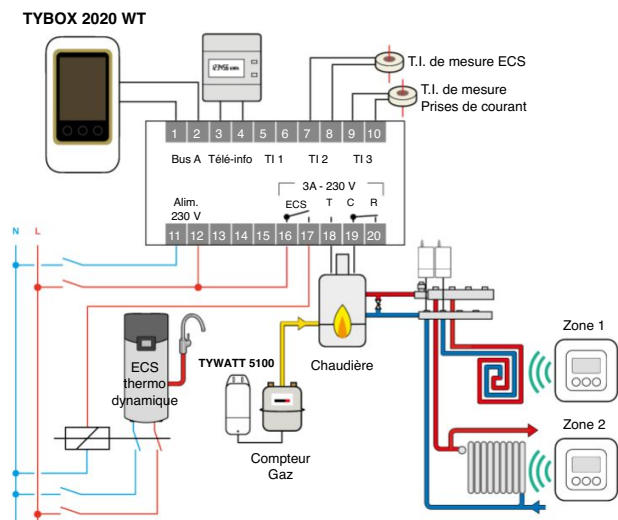 TYBOX 2020 WT
T.I. de mesure ECS
T.I. de mesure
Prises de courant
1 2 3 4 5 6 7 8 9 10
Bus A Télé-info TI 1 TI 2 TI 3
3A - 230 V
Alim.
230 V
ECS T C R
11 12 13 14 15 16 17 18 19 20
N L
ECS
thermo
dynamique
TYWATT 5100
Chaudière
Compteur
Gaz
Zone 1
Zone 2